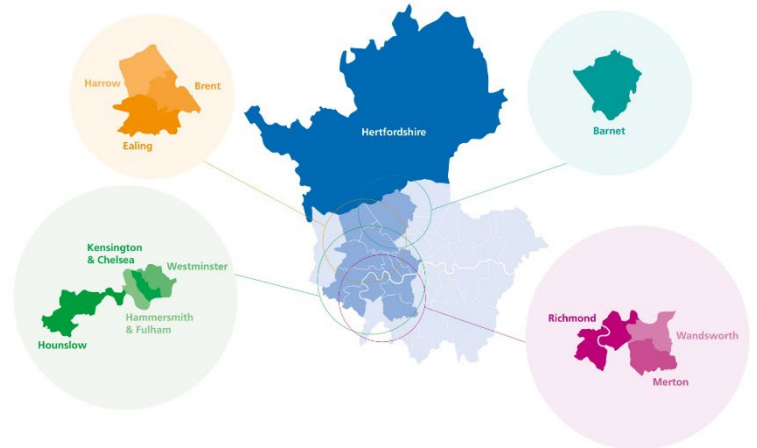 Harrow
Brent
Ealing
Hertfordshire
Barnet
Kensington
& Chelsea
Westminster
Hammersmith
& Fulham
Hounslow
Richmond
Wandsworth
Merton